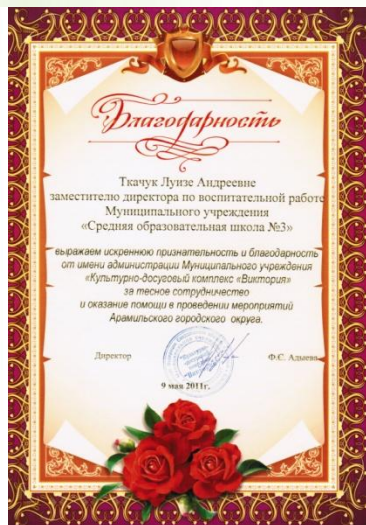 Благодарность
Ткачук Луизе Андреевне
заместителю директора по воспитательной работе
Муниципального учреждения
«Средняя образовательная школа №3»
выражаем искреннюю признательность и благодарность
от имени администрации Муниципального учреждения
«Культурно-досуговый комплекс «Виктория»
за тесное сотрудничество
и оказание помощи в проведении мероприятий
Арамильского городского округа.
Директор Ф.С. Адыева
9 мая 2011г.